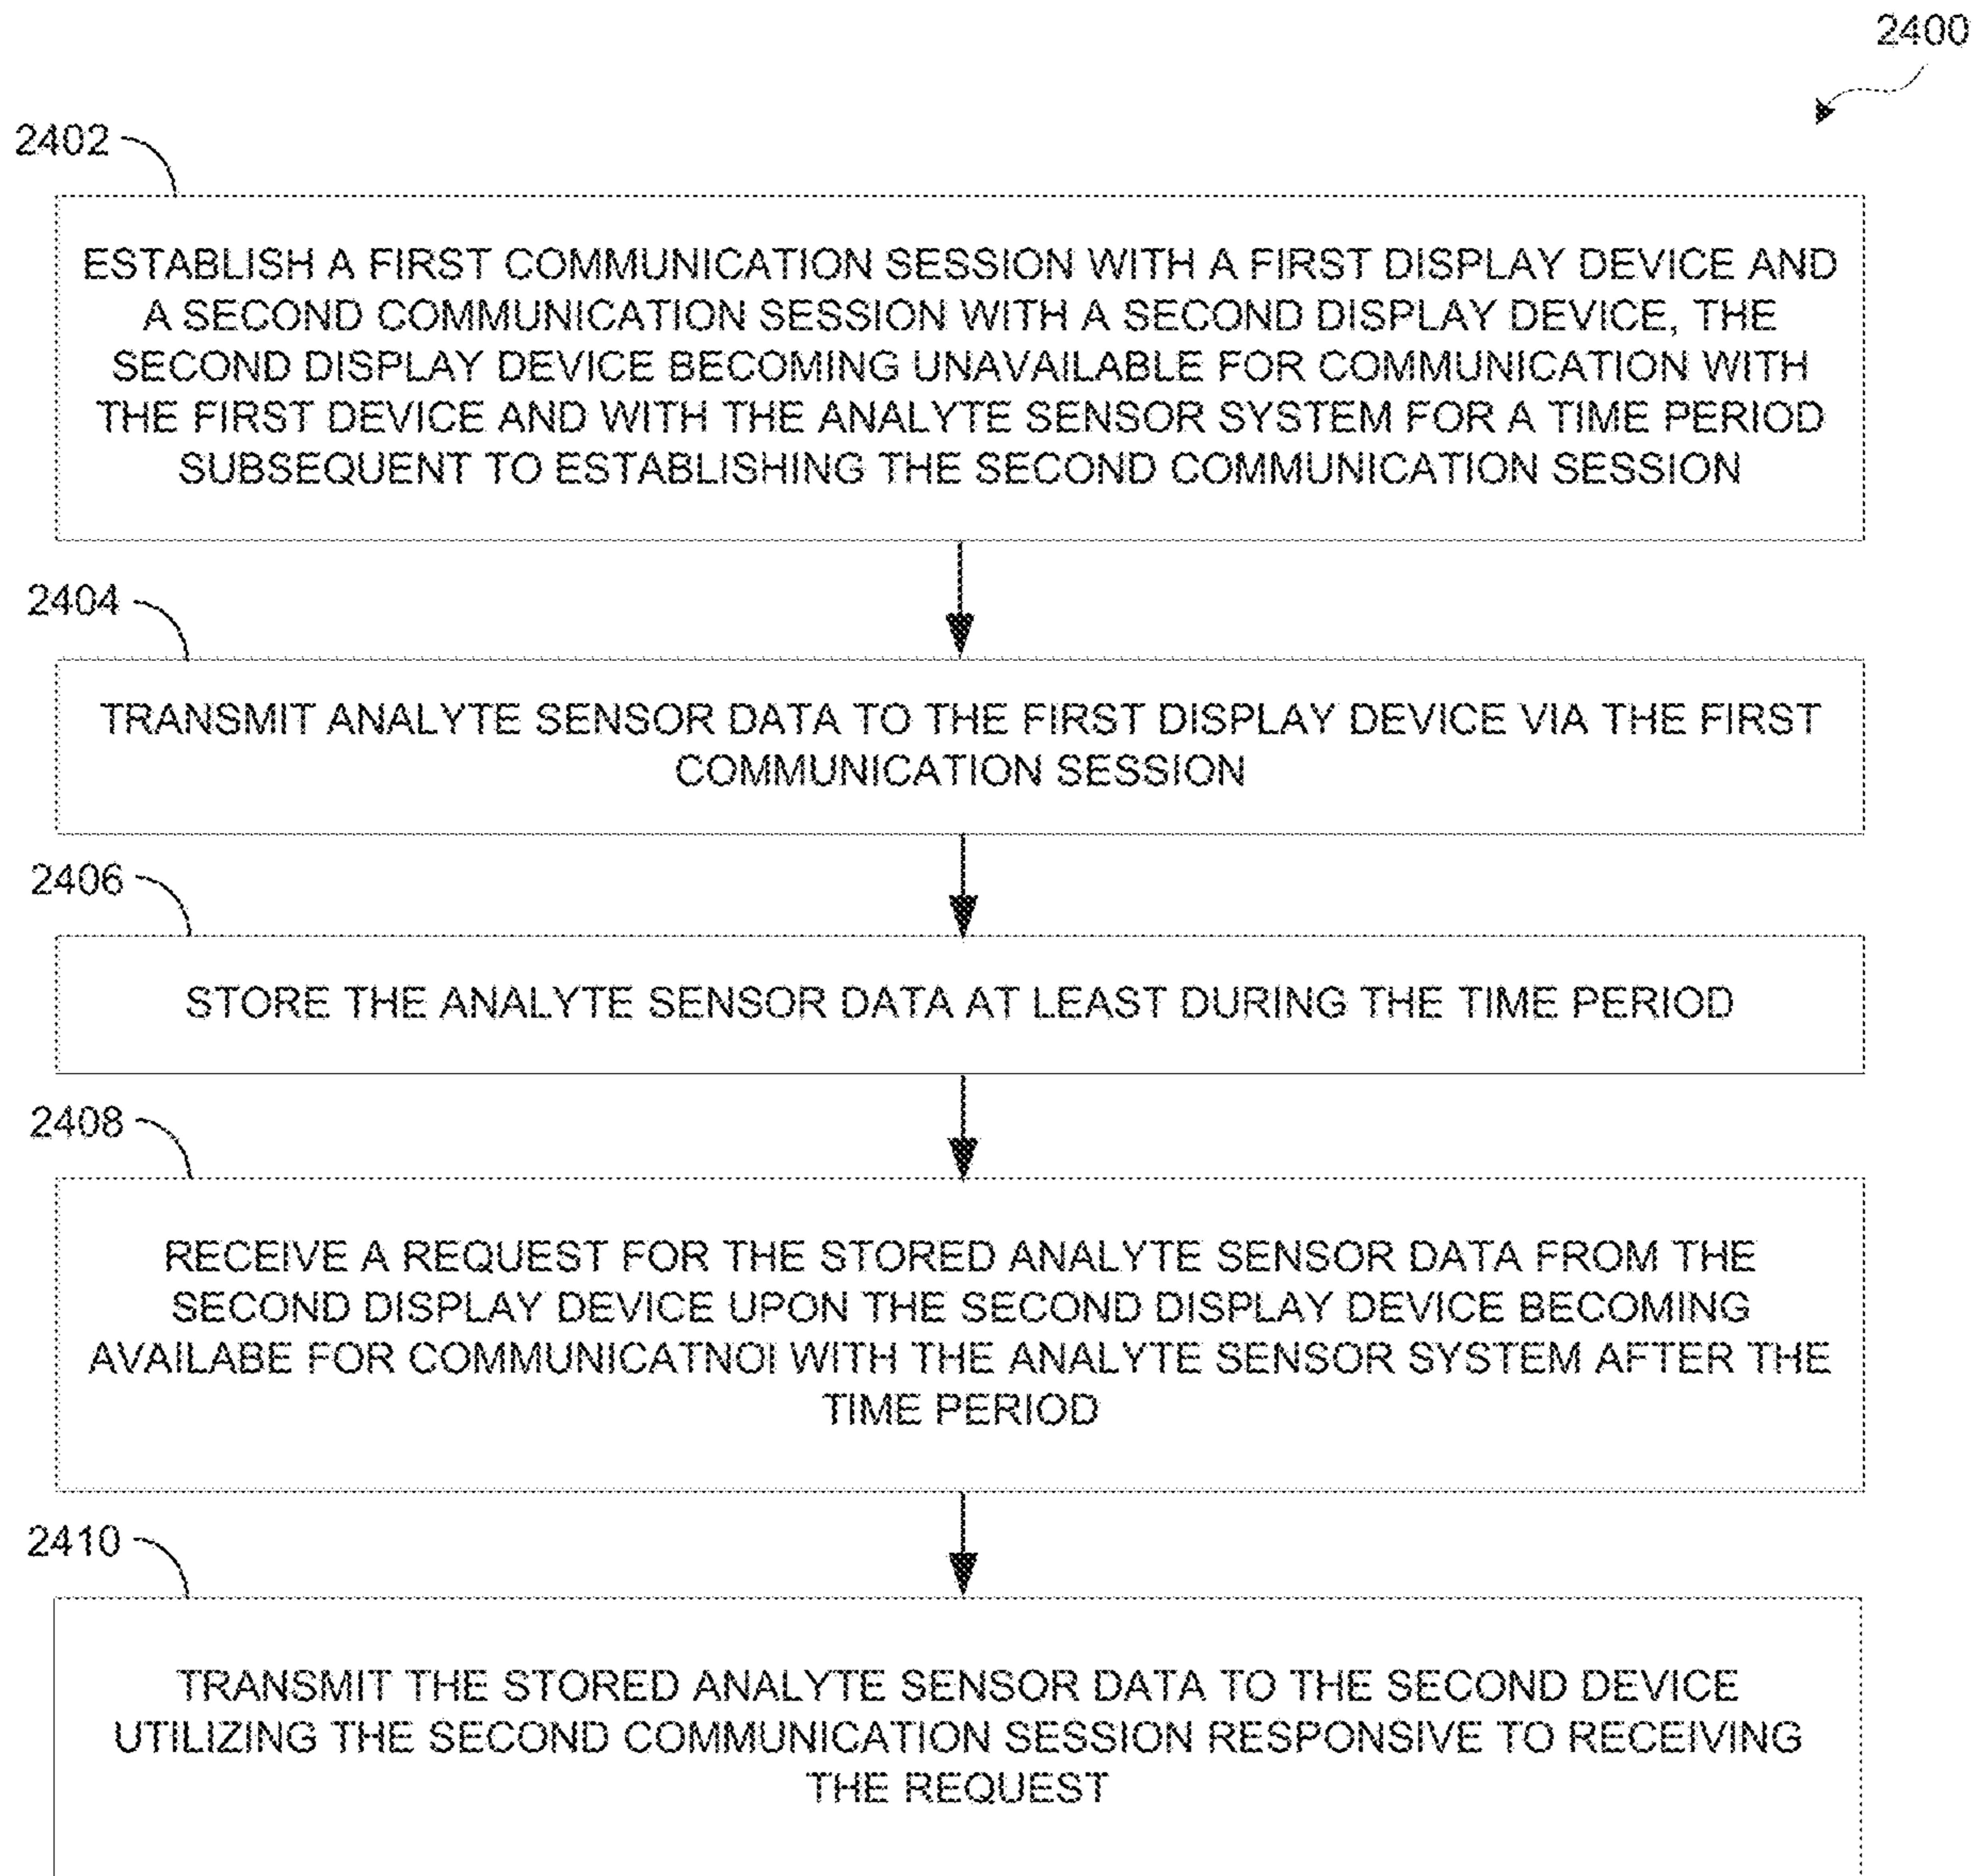 2400
2402
ESTABLISH A FIRST COMMUNICATION SESSION WITH A FIRST DISPLAY DEVICE AND
A SECOND COMMUNICATION SESSION WITH A SECOND DISPLAY DEVICE, THE
SECOND DISPLAY DEVICE BECOMING UNAVAILABLE FOR COMMUNICATION WITH
THE FIRST DEVICE AND WITH THE ANALYTE SENSOR SYSTEM FOR A TIME PERIOD
SUBSEQUENT TO ESTABLISHING THE SECOND COMMUNICATION SESSION
2404
TRANSMIT ANALYTE SENSOR DATA TO THE FIRST DISPLAY DEVICE VIA THE FIRST
COMMUNICATION SESSION
2406
STORE THE ANALYTE SENSOR DATA AT LEAST DURING THE TIME PERIOD
2408
RECEIVE A REQUEST FOR THE STORED ANALYTE SENSOR DATA FROM THE
SECOND DISPLAY DEVICE UPON THE SECOND DISPLAY DEVICE BECOMING
AVAILABE FOR COMMUNICATNOI WITH THE ANALYTE SENSOR SYSTEM AFTER THE
TIME PERIOD
2410
TRANSMIT THE STORED ANALYTE SENSOR DATA TO THE SECOND DEVICE
UTILIZING THE SECOND COMMUNICATION SESSION RESPONSIVE TO RECEIVING
THE REQUEST